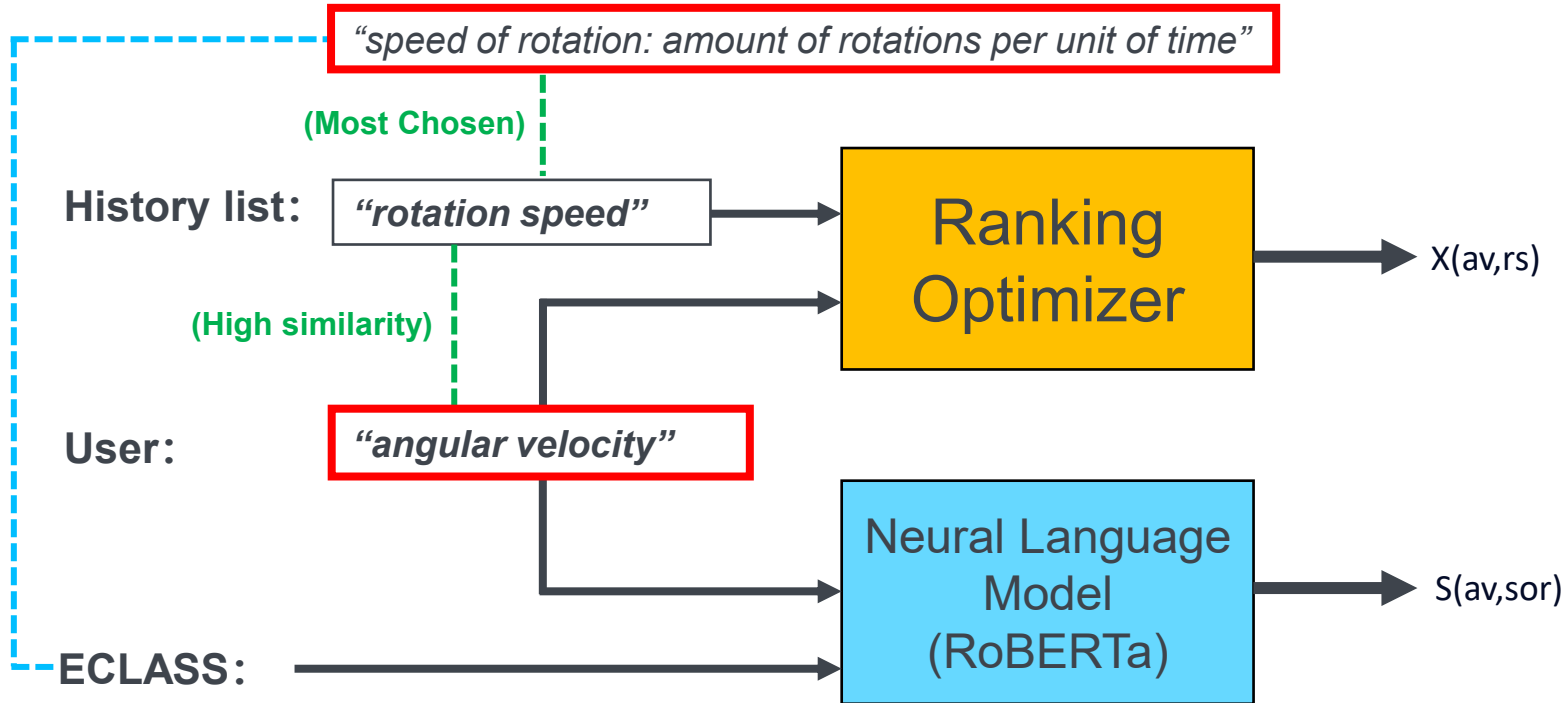 “speed of rotation: amount of rotations per unit of time”
(Most Chosen)
History list:
“rotation speed”
Ranking
Optimizer
X(av,rs)
(High similarity)
User:
“angular velocity”
Neural Language
Model
(RoBERTa)
S(av,sor)
ECLASS: